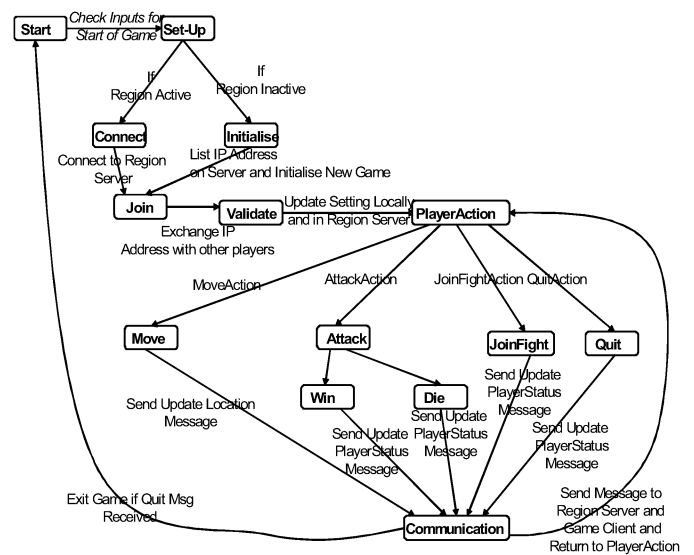 Check Inputs for
Start
Set-Up
Start of Game
If
Region Active
If
Region Inactive
Connect
Initialise
Connect to Region
Server
List IP Address
on Server and Initialise New Game
Join
Validate
Update Setting Locally
and in Region Server
PlayerAction
Exchange IP
Address with other players
MoveAction
AttackAction
JoinFightAction QuitAction
Move
Attack
JoinFight
Quit
Win
Die
Send Update Location
Message
Send Update
PlayerStatus
Message
Send Update
PlayerStatus
Message
Send Update
PlayerStatus
Message
Send Update
PlayerStatus
Message
Exit Game if Quit Msg
Received
Communication
Send Message to
Region Server and
Game Client and
Return to PlayerAction